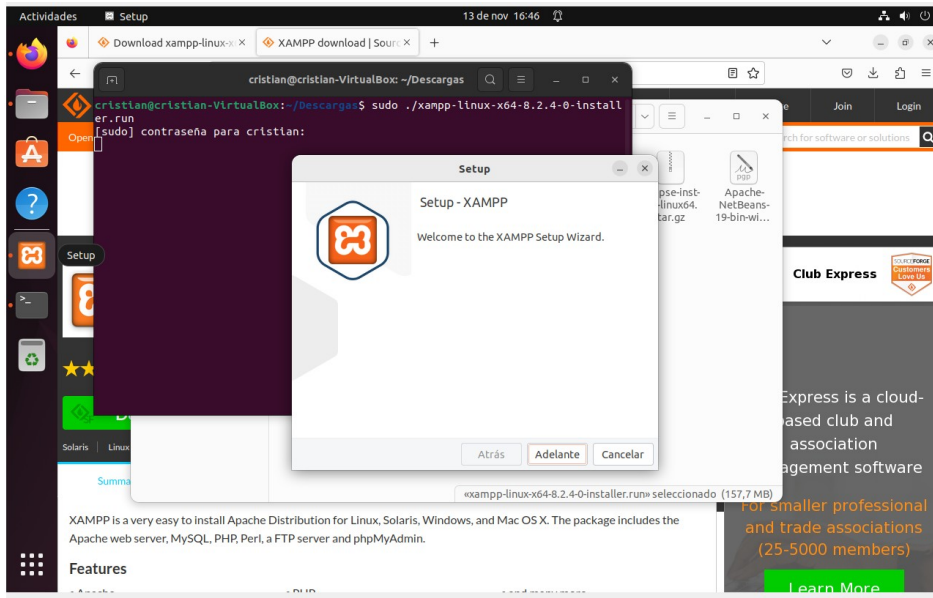 Actividades
Setup
13 de nov 16:46
Download xampp-linux-x
XAMPP download | Sourc
cristian@cristian-VirtualBox: ~/Descargas
cristian@cristian-VirtualBox:~/Descargas$ sudo ./xampp-linux-x64-8.2.4-0-install
er.run
[sudo] contraseña para cristian:
Join
Login
Open
rch for software or solutions
Setup
Setup - XAMPP
Welcome to the XAMPP Setup Wizard.
Atrás
Adelante
Cancelar
pse-inst-
-linux64.
tar.gz
pgp
Apache-
NetBeans-
19-bin-wi...
Setup
Club Express
SOURCEFORGE
Customers
Love Us
Express is a cloud-
based club and
association
agement software
For smaller professional
and trade associations
(25-5000 members)
Learn More
Solaris
Linux
Summa
«xampp-linux-x64-8.2.4-0-installer.run» seleccionado (157,7 MB)
XAMPP is a very easy to install Apache Distribution for Linux, Solaris, Windows, and Mac OS X. The package includes the
Apache web server, MySQL, PHP, Perl, a FTP server and phpMyAdmin.
Features